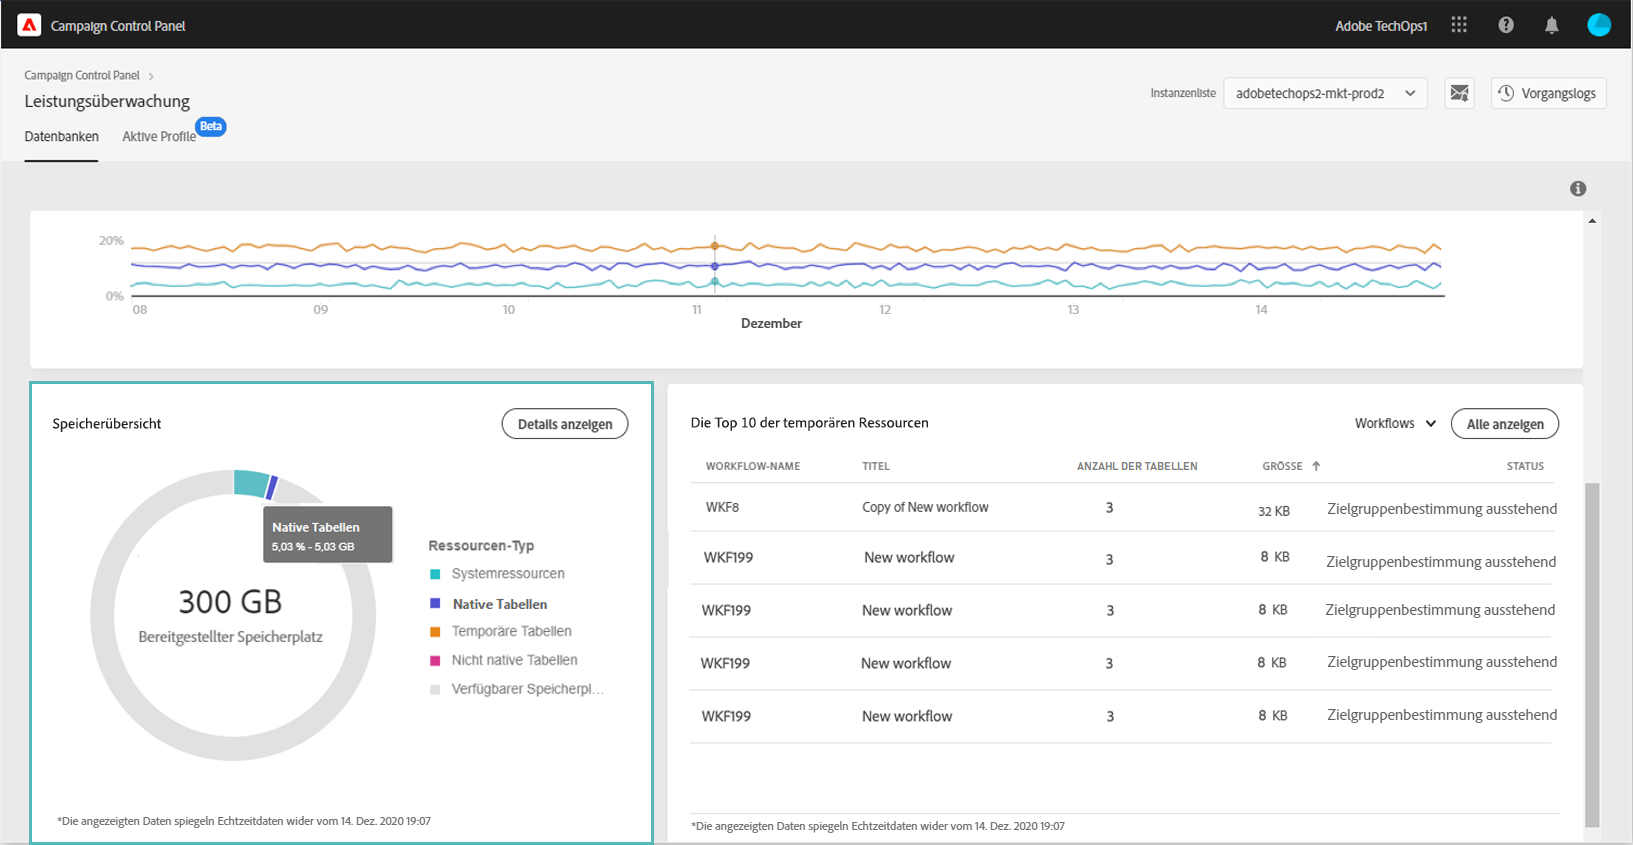 Campaign Control Panel
Adobe TechOps1
Campaign Control Panel
Leistungsüberwachung
Instanzenliste
adobetechops2-mkt-prod2
Vorgangslogs
Datenbanken
Aktive Profile
Beta
20%
0%
08 09 10 11 12 13 14
Dezember
Speicherübersicht
Details anzeigen
Native Tabellen
5,03 % - 5,03 GB
300 GB
Bereitgestellter Speicherplatz
Ressourcen-Typ
Systemressourcen
Native Tabellen
Temporäre Tabellen
Nicht native Tabellen
Verfügbarer Speicherpl...
*Die angezeigten Daten spiegeln Echtzeitdaten wider vom 14. Dez. 2020 19:07
Die Top 10 der temporären Ressourcen
Workflows
Alle anzeigen
WORKFLOW-NAME TITEL ANZAHL DER TABELLEN GRÖSSE STATUS
WKF8 Copy of New workflow 3 32 KB Zielgruppenbestimmung ausstehend
WKF199 New workflow 3 8 KB Zielgruppenbestimmung ausstehend
WKF199 New workflow 3 8 KB Zielgruppenbestimmung ausstehend
WKF199 New workflow 3 8 KB Zielgruppenbestimmung ausstehend
WKF199 New workflow 3 8 KB Zielgruppenbestimmung ausstehend
*Die angezeigten Daten spiegeln Echtzeitdaten wider vom 14. Dez. 2020 19:07